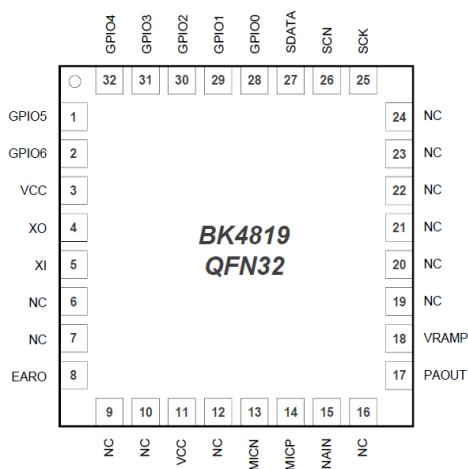 GPIO4 GPIO3 GPIO2 GPIO1 GPIO0 SDATA SCN SCK
32 31 30 29 28 27 26 25
GPIO5 1 24 NC
GPIO6 2 23 NC
VCC 3 22 NC
XO 4 21 NC
BK4819
QFN32
XI 5 20 NC
NC 6 19 NC
NC 7 18 VRAMP
EARO 8 17 PAOUT
9 10 11 12 13 14 15 16
NC NC VCC NC MICN MICP NAIN NC